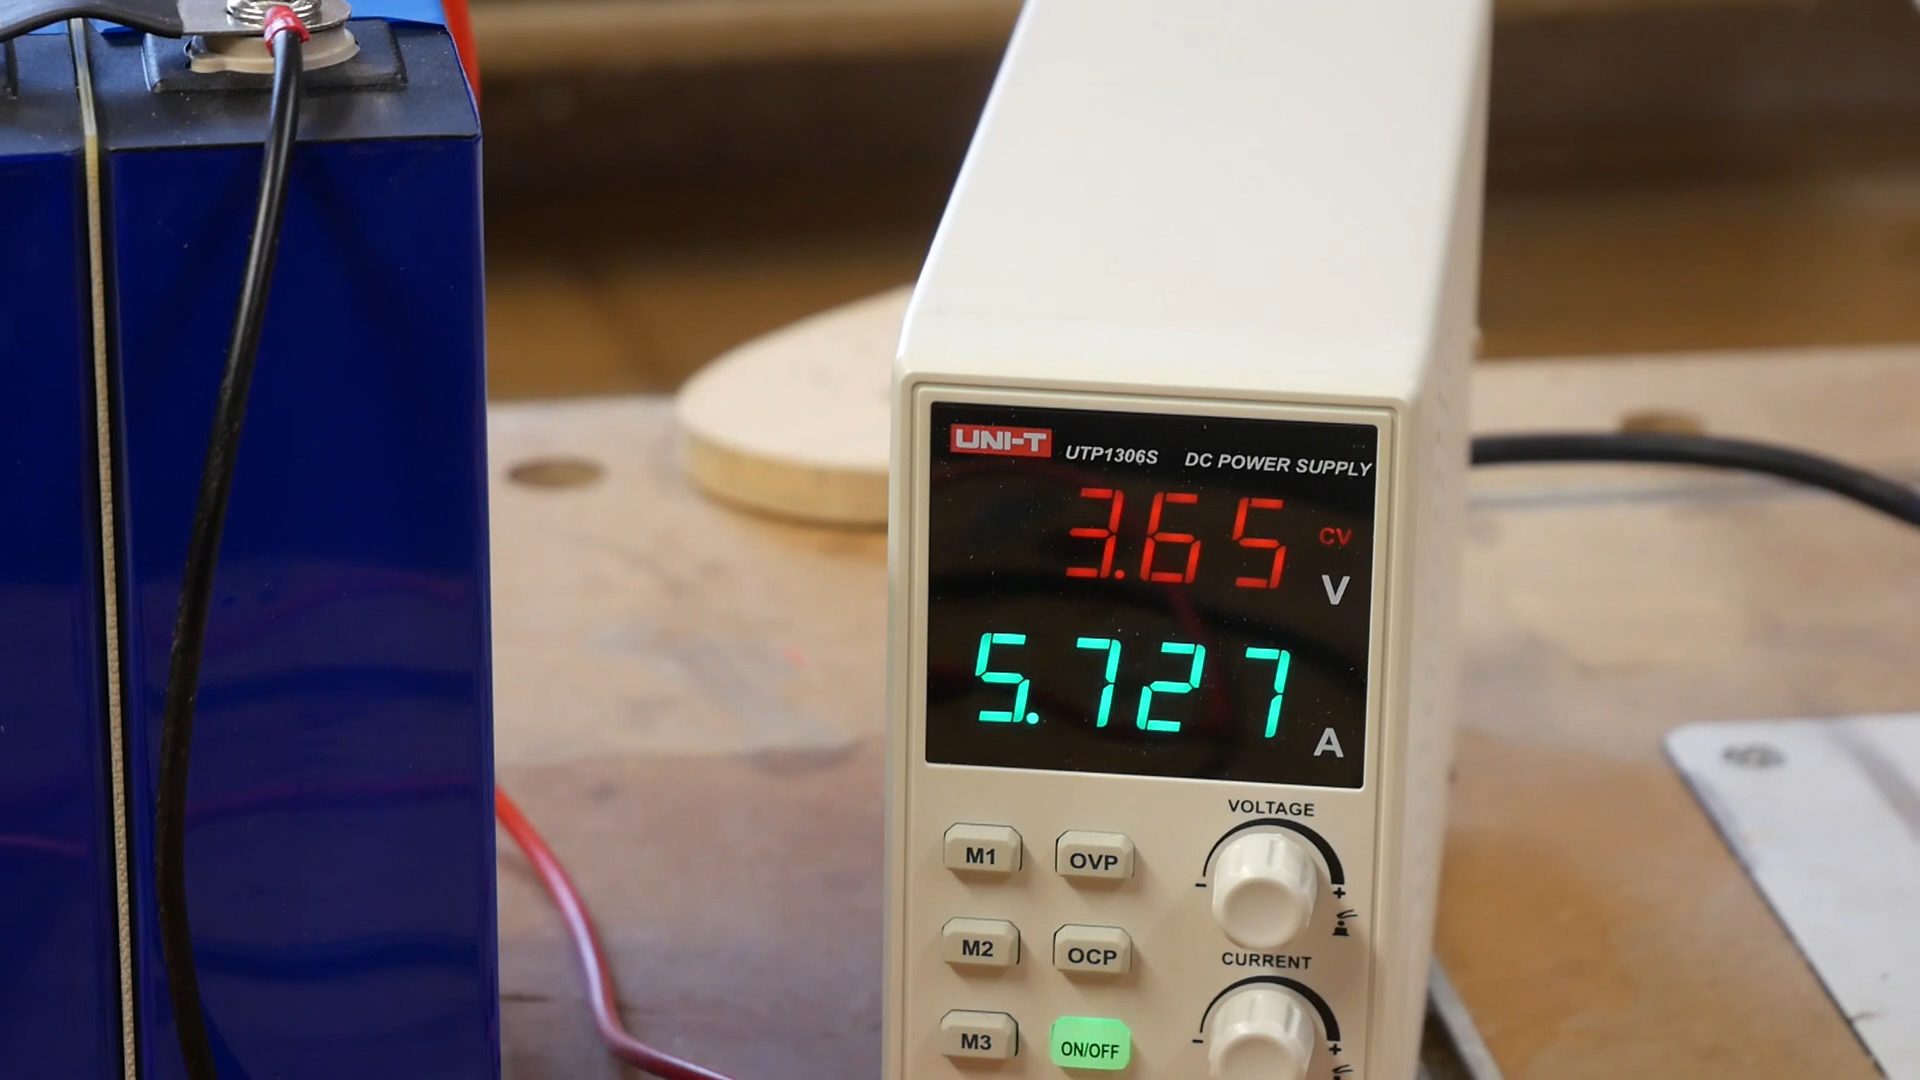 UNI-T UTP1306S DC POWER SUPPLY
3.65 CV V
5.727 A
VOLTAGE
M1 OVP
- +
M2 OCP
CURRENT
M3 ON/OFF
- +